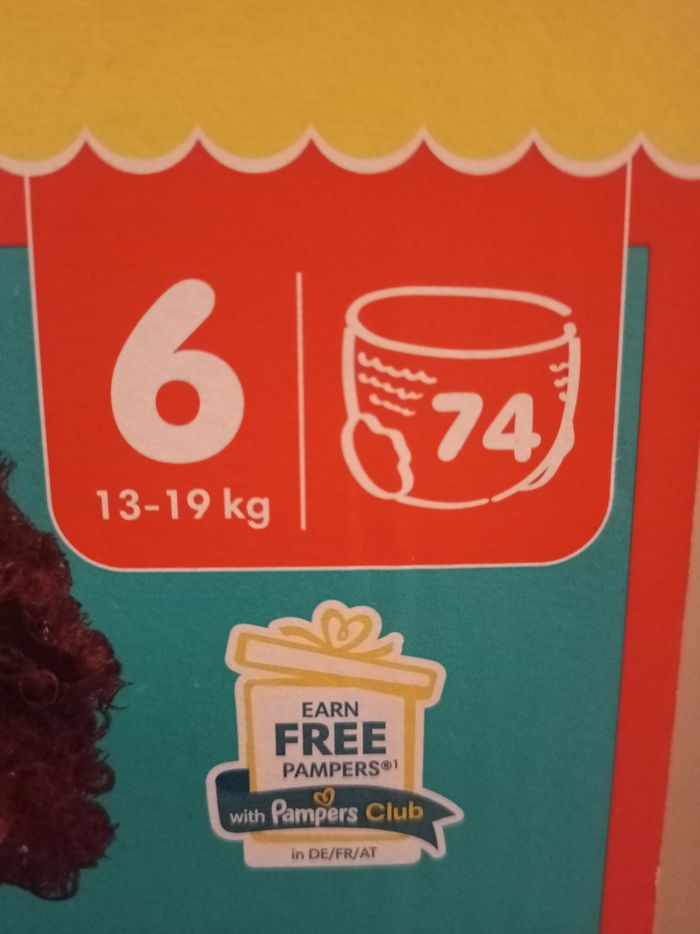 6
13-19 kg
74
EARN
FREE
PAMPERS®¹
with Pampers Club
in DE/FR/AT